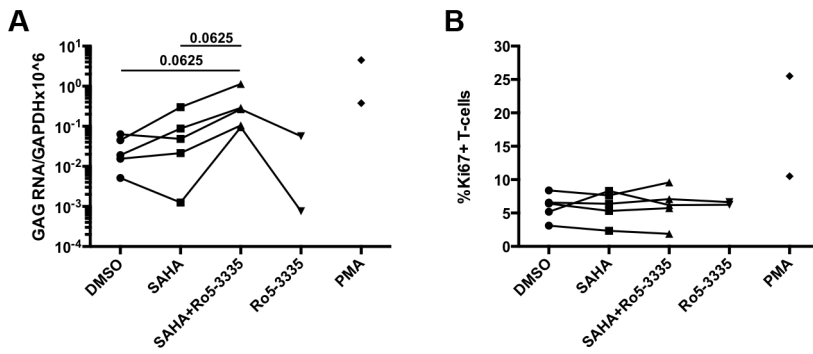 A
0.0625
0.0625
GAG RNA/GAPDHx10^6
10^1
10^0
10^-1
10^-2
10^-3
10^-4
DMSO
SAHA
SAHA+Ro5-3335
Ro5-3335
PMA
B
%Ki67+ T-cells
30
25
20
15
10
5
0
DMSO
SAHA
SAHA+Ro5-3335
Ro5-3335
PMA